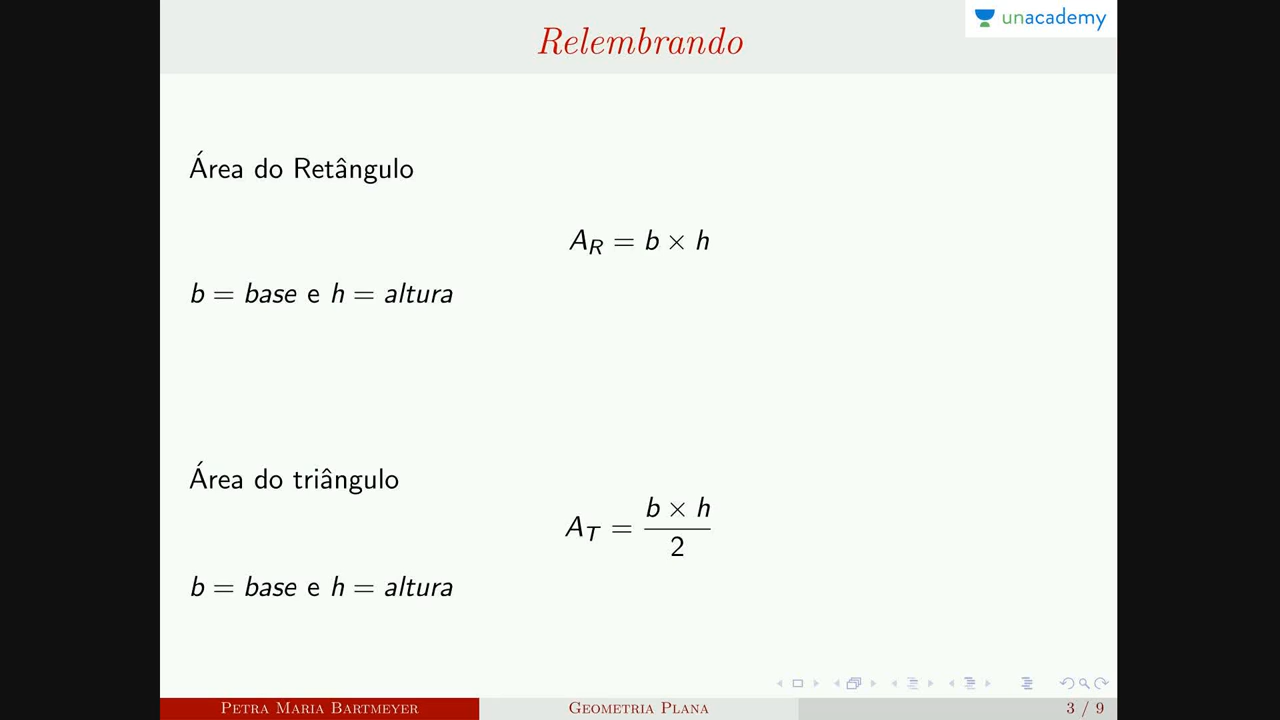 unacademy
Relembrando
Área do Retângulo
A_R = b × h
b = base e h = altura
Área do triângulo
A_T = \frac{b × h}{2}
b = base e h = altura
PETRA MARIA BARTMEYER
GEOMETRIA PLANA
3 / 9